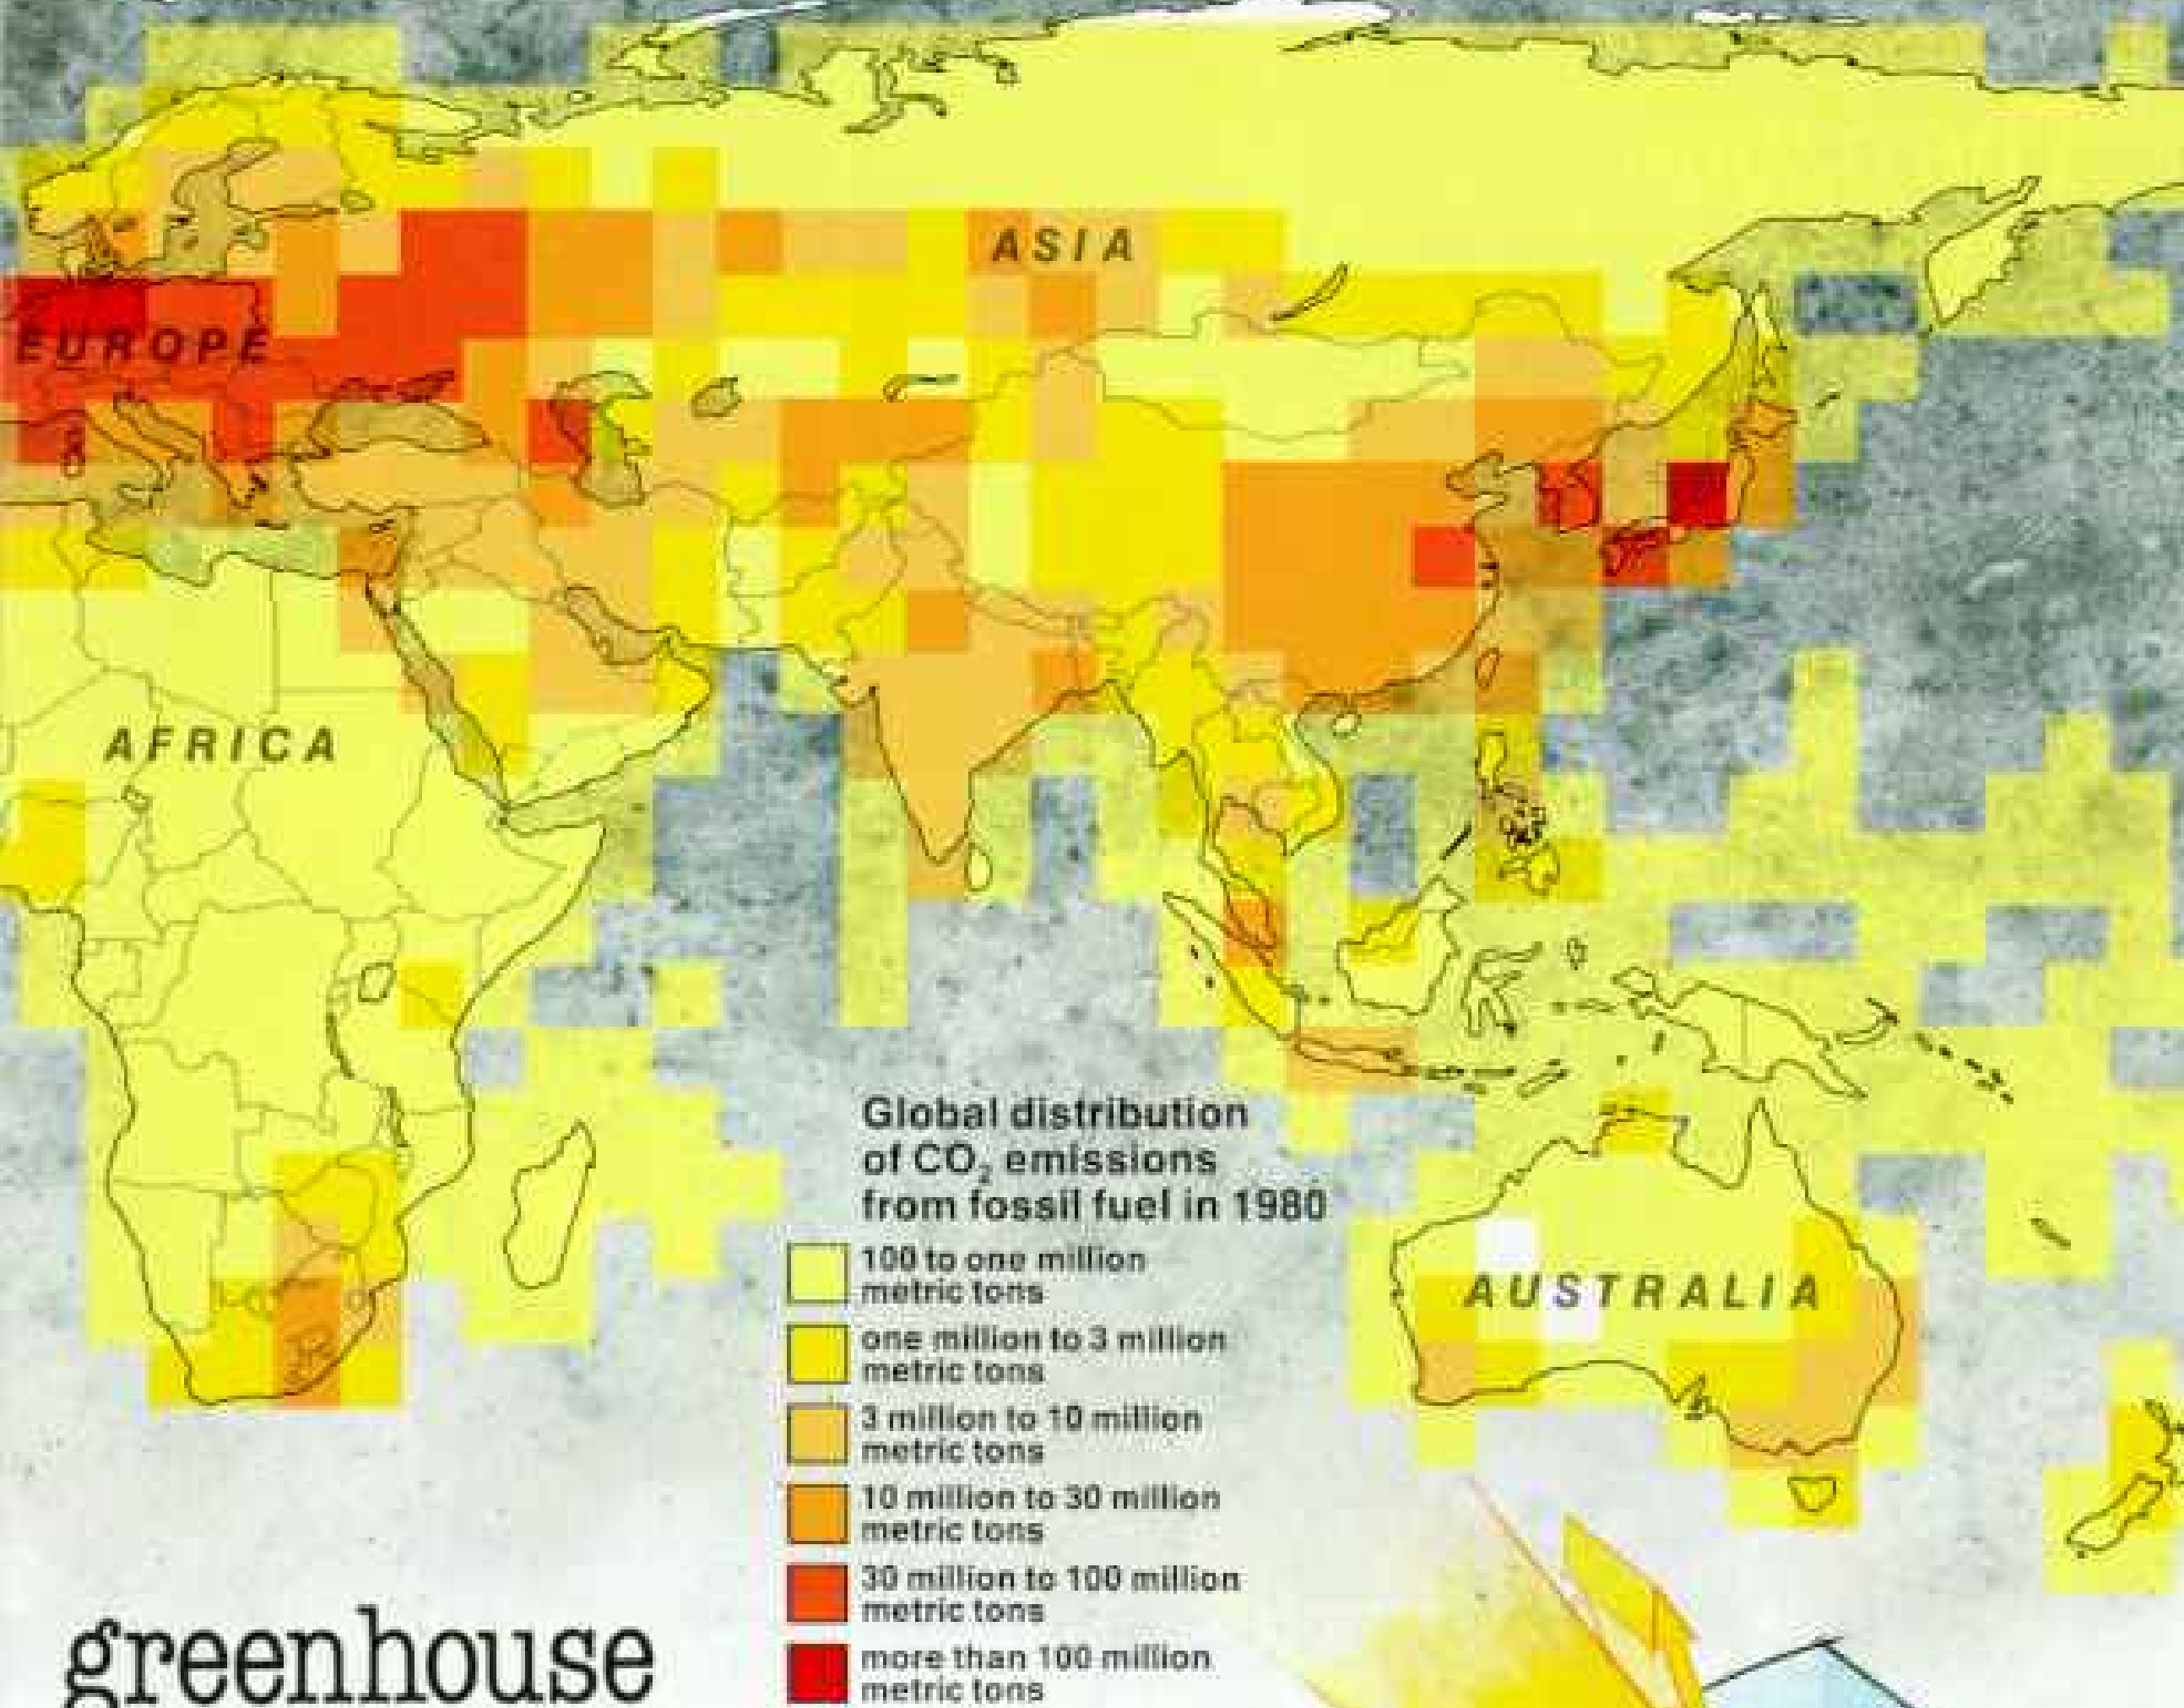 ASIA
EUROPE
AFRICA
Global distribution
of CO₂ emissions
from fossil fuel in 1980
100 to one million
metric tons
AUSTRALIA
one million to 3 million
metric tons
3 million to 10 million
metric tons
10 million to 30 million
metric tons
30 million to 100 million
metric tons
more than 100 million
metric tons
greenhouse